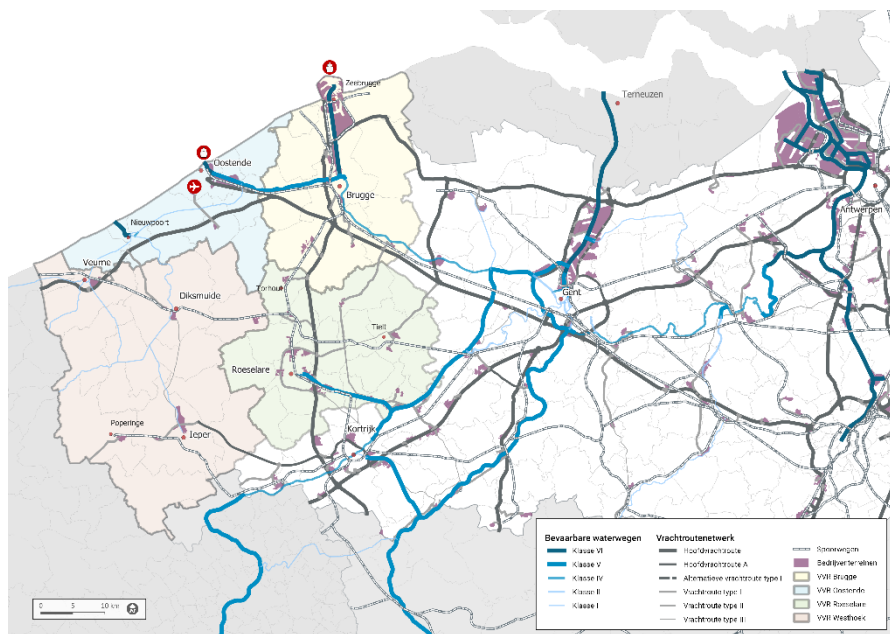 Zeebrugge
Terneuzen
Oostende
Brugge
Antwerpen
Nieuwpoort
Veurne
Gent
Torhout
Diksmuide
Tielt
Roeselare
Kortrijk
Poperinge
Ieper
Bevaarbare waterwegen
Klasse VI
Klasse V
Klasse IV
Klasse II
Klasse I
Vrachtroutenetwerk
Hoofdvrachtroute
Hoofdvrachtroute A
Alternatieve vrachtroute type I
Vrachtroute type I
Vrachtroute type II
Vrachtroute type III
Spoorwegen
Bedrijventerreinen
VVR Brugge
VVR Oostende
VVR Roeselare
VVR Westhoek
0 5 10 km